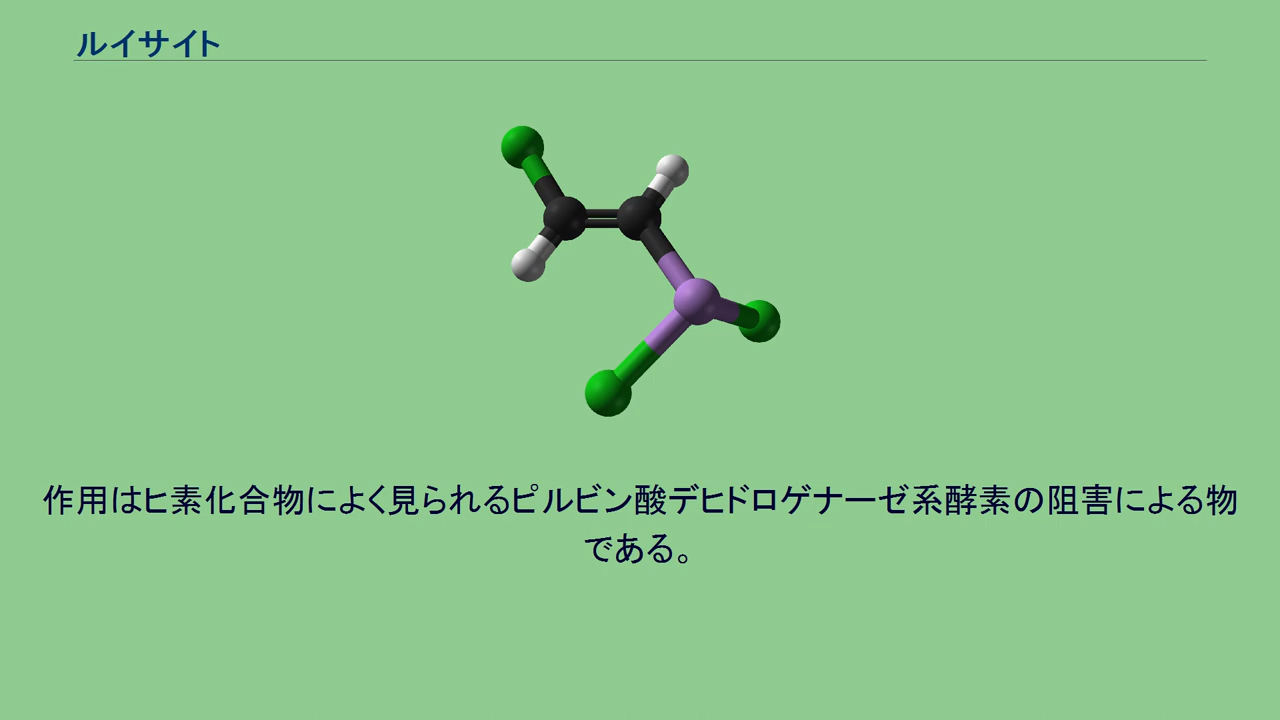 ルイサイト
作用はヒ素化合物によく見られるピルビン酸デヒドロゲナーゼ系酵素の阻害による物
である。